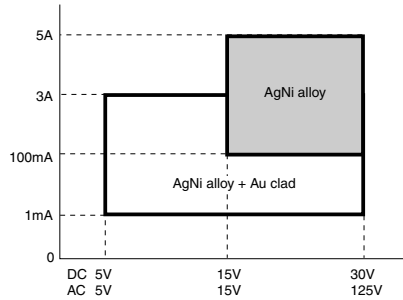 5A
AgNi alloy
3A
100mA
AgNi alloy + Au clad
1mA
0
DC 5V 15V 30V
AC 5V 15V 125V